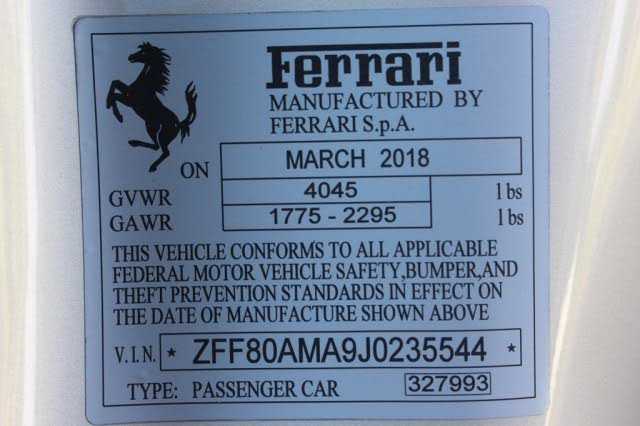 Ferrari
MANUFACTURED BY
FERRARI S.p.A.
ON MARCH 2018
GVWR 4045 lbs
GAWR 1775 - 2295 lbs
THIS VEHICLE CONFORMS TO ALL APPLICABLE
FEDERAL MOTOR VEHICLE SAFETY,BUMPER,AND
THEFT PREVENTION STANDARDS IN EFFECT ON
THE DATE OF MANUFACTURE SHOWN ABOVE
V.I.N. * ZFF80AMA9J0235544 *
TYPE: PASSENGER CAR 327993